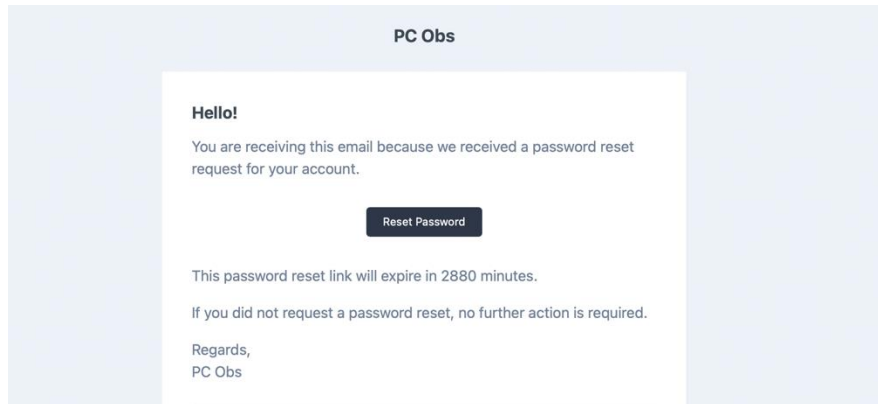 PC Obs
Hello!
You are receiving this email because we received a password reset
request for your account.
Reset Password
This password reset link will expire in 2880 minutes.
If you did not request a password reset, no further action is required.
Regards,
PC Obs